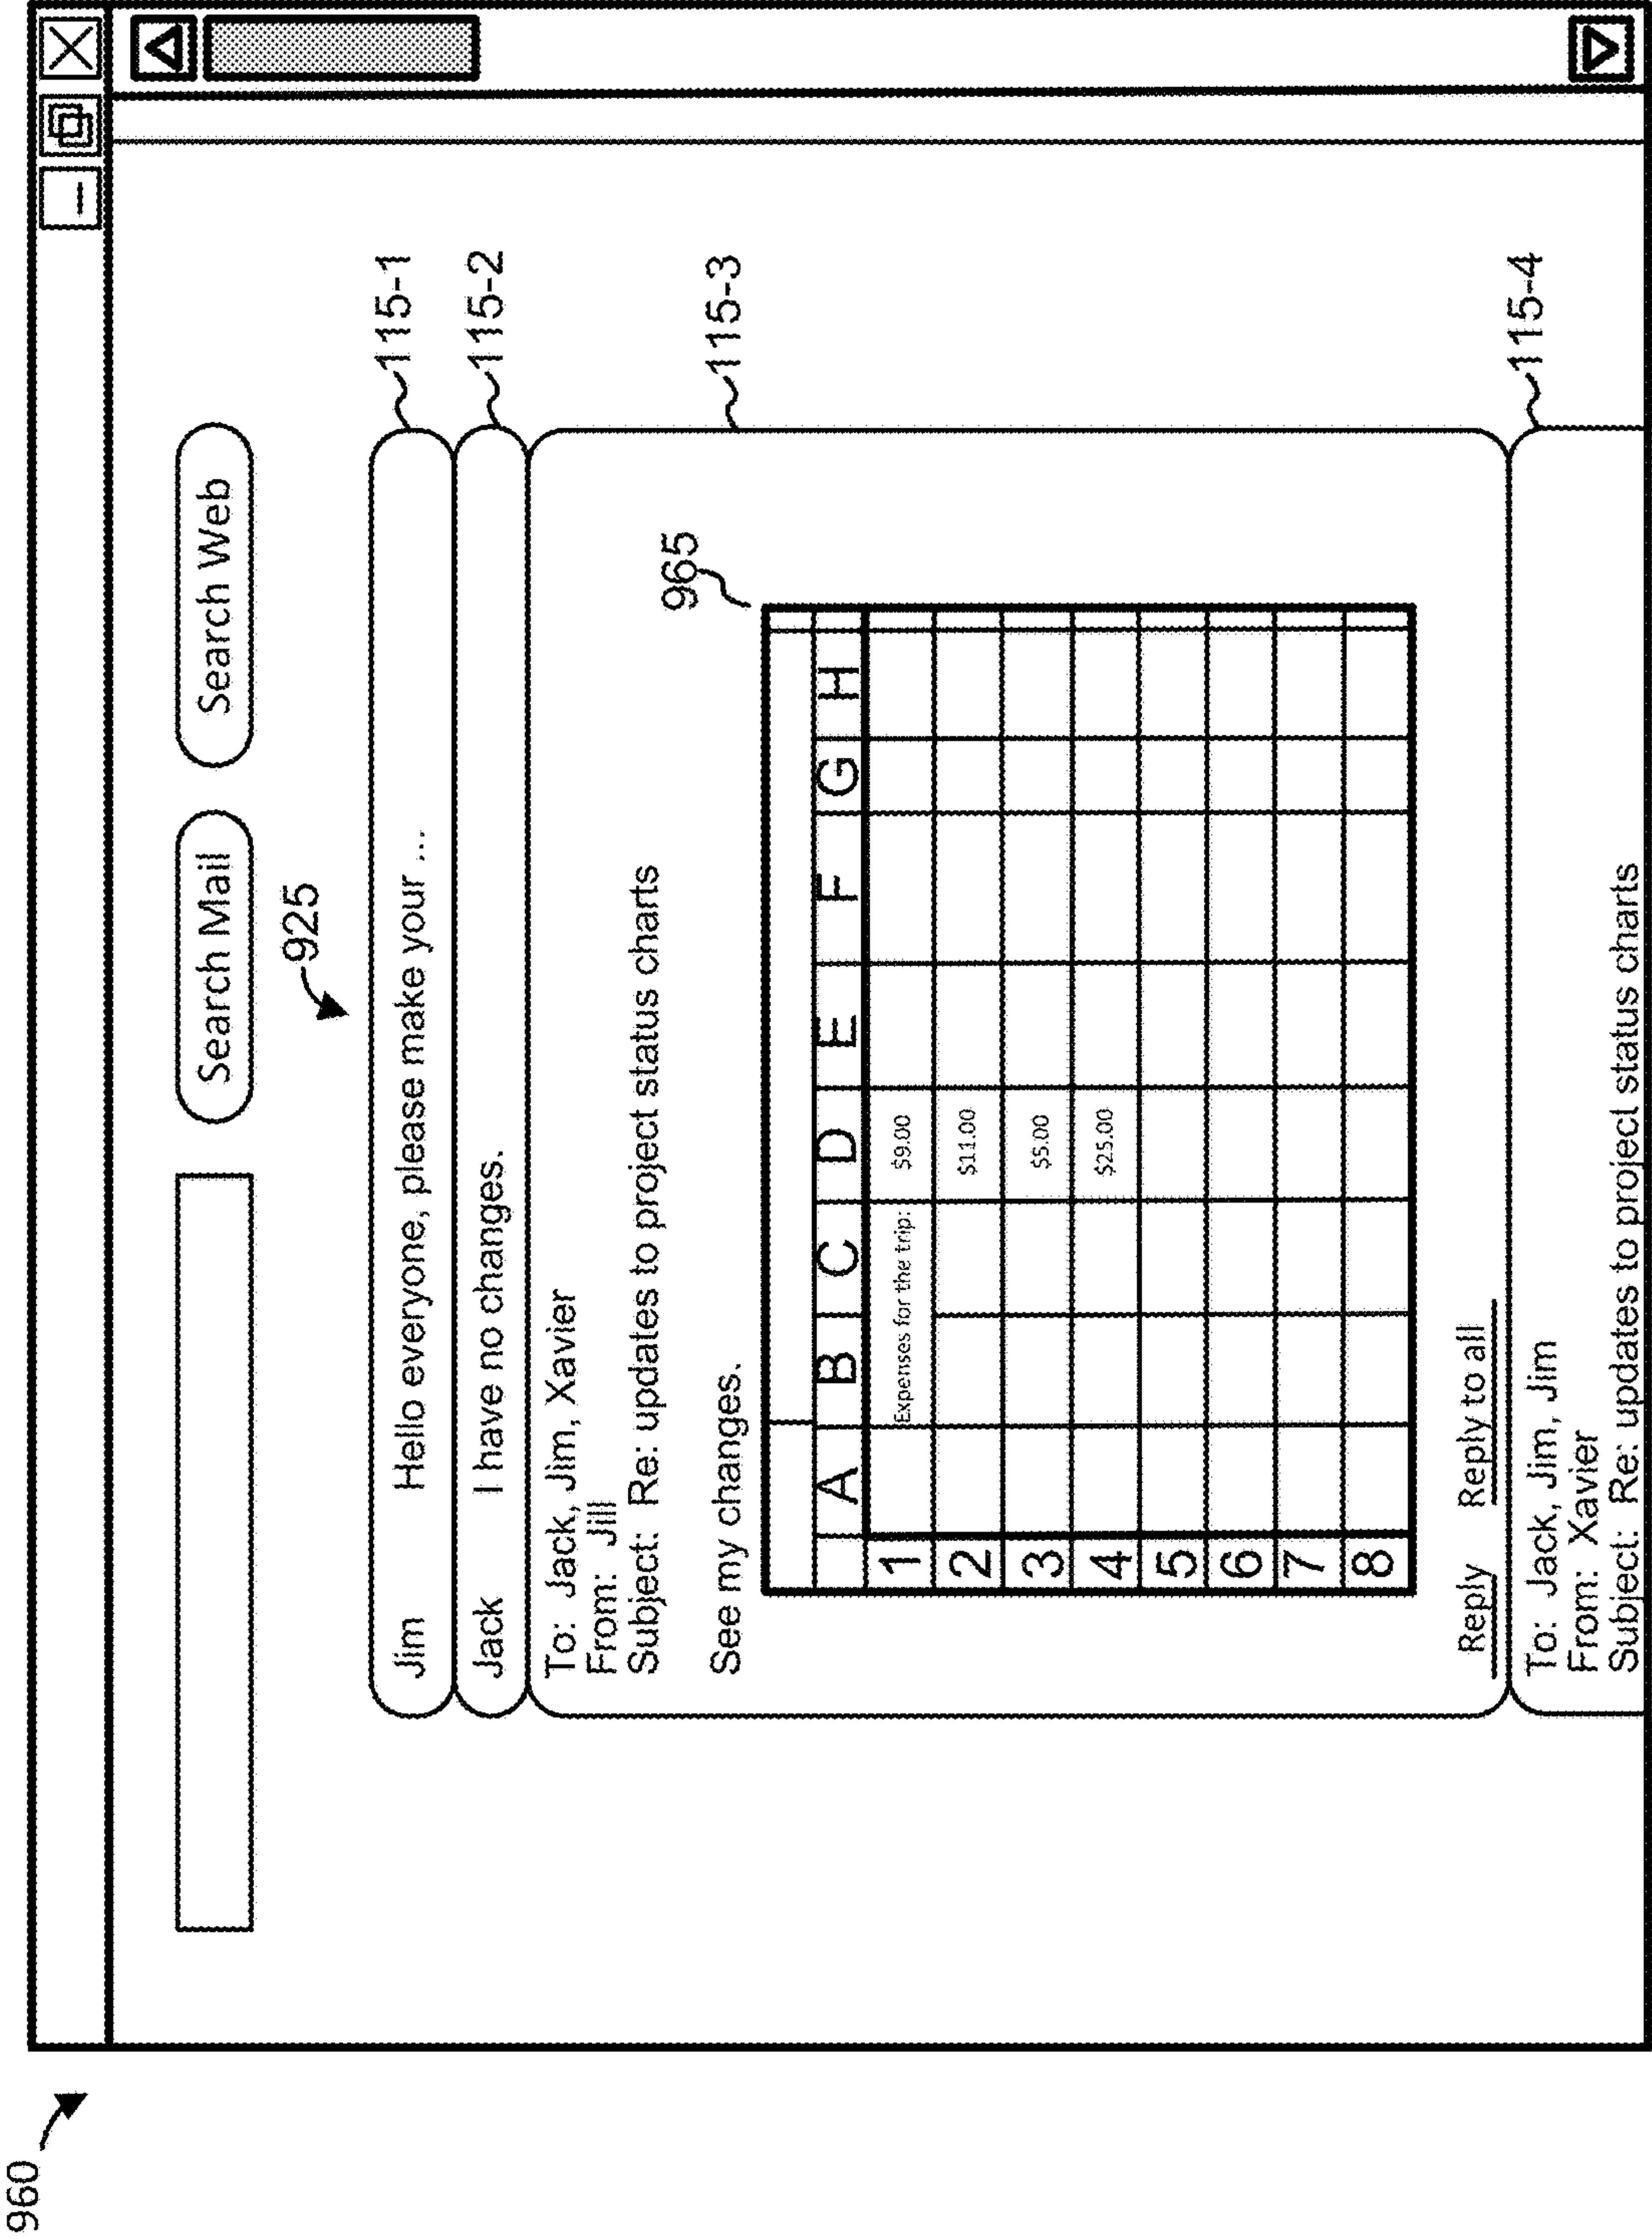 960
Search Mail Search Web
925
Jim Hello everyone, please make your ...
115-1
Jack I have no changes.
115-2
To: Jack, Jim, Xavier
From: Jill
Subject: Re: updates to project status charts
115-3
See my changes.
965
A B C D E F G H
1 Expenses for the trip: $9.00
2 $11.00
3 $5.00
4 $25.00
5
6
7
8
Reply Reply to all
115-4
To: Jack, Jim, Jim
From: Xavier
Subject: Re: updates to project status charts